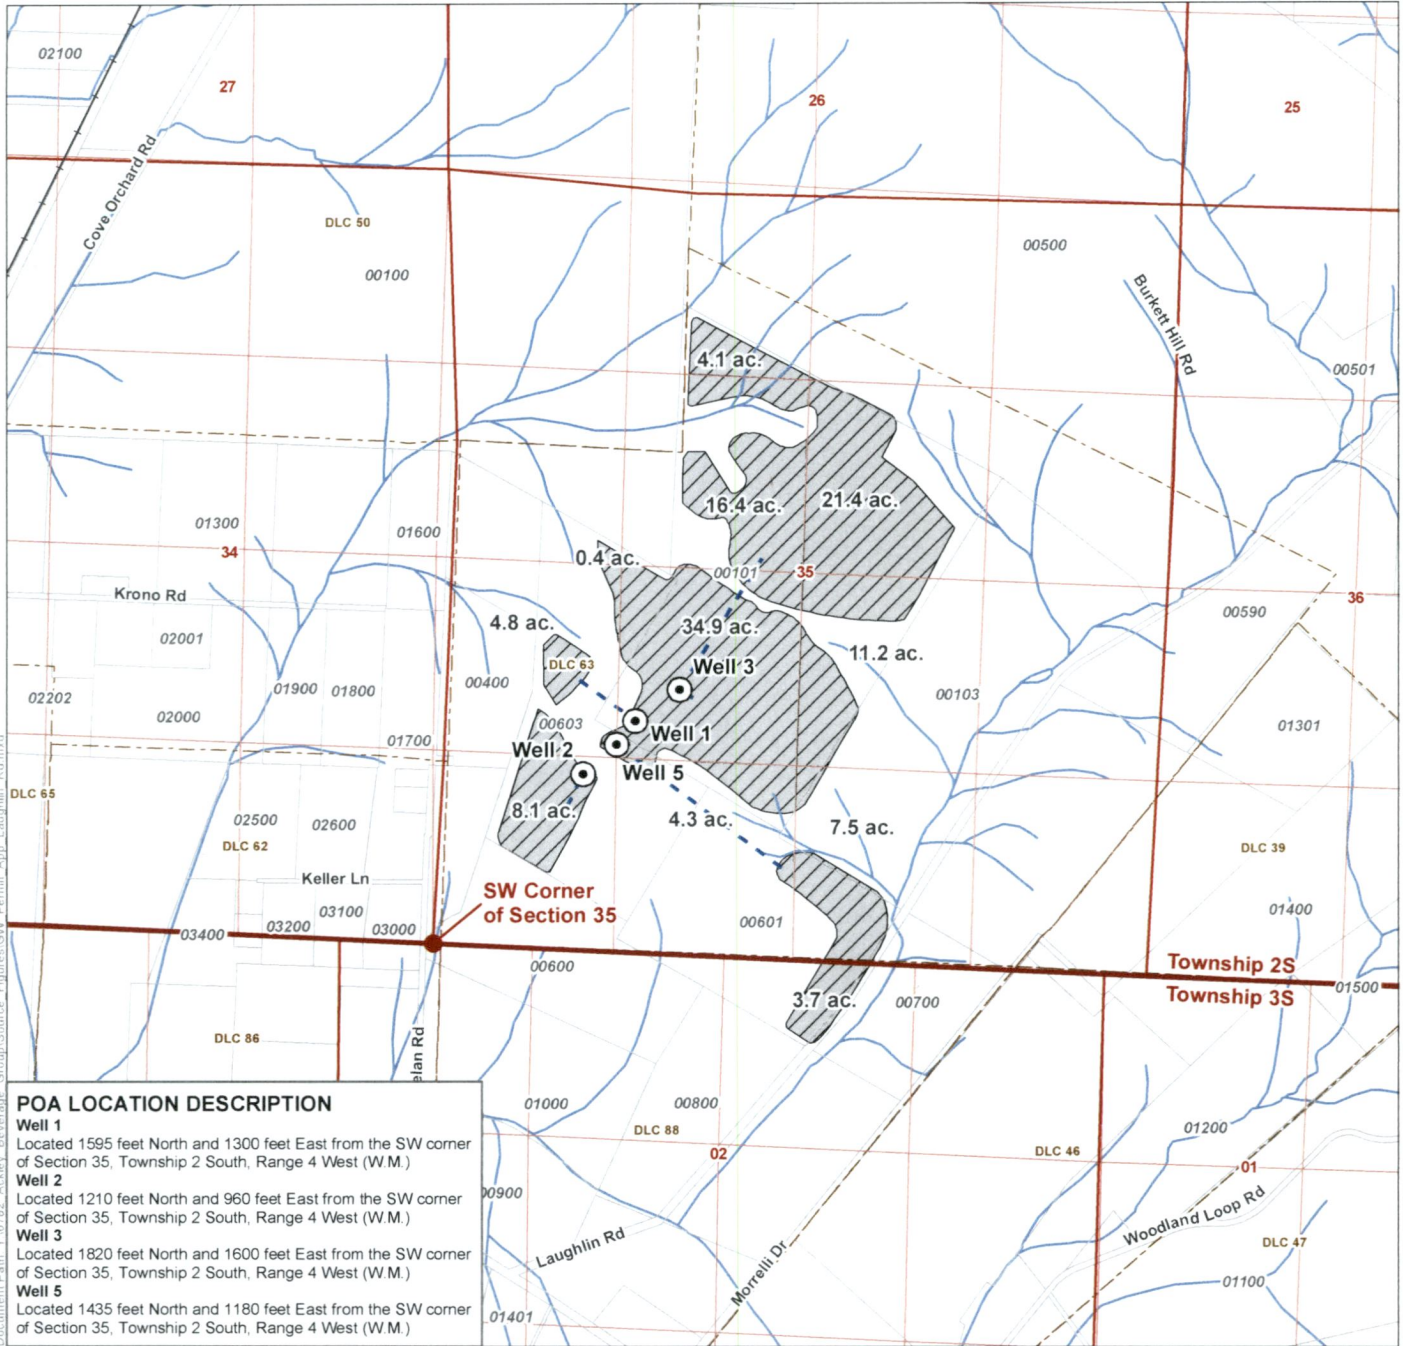 02100
27
26
25
Cove Orchard Rd
DLC 50
00100
00500
Burkett Hill Rd
4.1 ac.
00501
01300
34
01600
16.4 ac.
21.4 ac.
0.4 ac.
00101
35
Krono Rd
02001
4.8 ac.
34.9 ac.
11.2 ac.
00590
36
DLC 63
Well 3
02202
02000
01900
01800
00400
00103
01301
01700
00603
Well 1
Well 2
Well 5
DLC 65
02500
02600
DLC 62
8.1 ac.
4.3 ac.
7.5 ac.
DLC 39
Keller Ln
SW Corner
of Section 35
03100
03200
03000
03400
00601
01400
00600
Township 2S
Township 3S
01500
3.7 ac.
00700
DLC 86
elan Rd
01000
00800
DLC 88
02
DLC 46
01200
01
00900
Laughlin Rd
Morrelli Dr
Woodland Loop Rd
DLC 47
01100
01401
POA LOCATION DESCRIPTION
Well 1
Located 1595 feet North and 1300 feet East from the SW corner
of Section 35, Township 2 South, Range 4 West (W.M.)
Well 2
Located 1210 feet North and 960 feet East from the SW corner
of Section 35, Township 2 South, Range 4 West (W.M.)
Well 3
Located 1820 feet North and 1600 feet East from the SW corner
of Section 35, Township 2 South, Range 4 West (W.M.)
Well 5
Located 1435 feet North and 1180 feet East from the SW corner
of Section 35, Township 2 South, Range 4 West (W.M.)